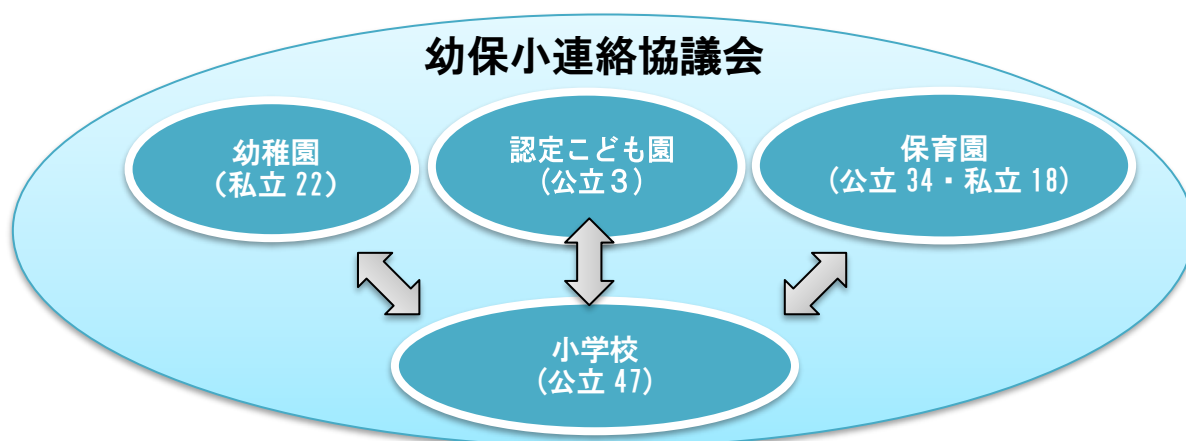 幼保小連絡協議会
幼稚園
（私立 22）
認定こども園
(公立３)
保育園
(公立 34・私立 18)
小学校
(公立 47)